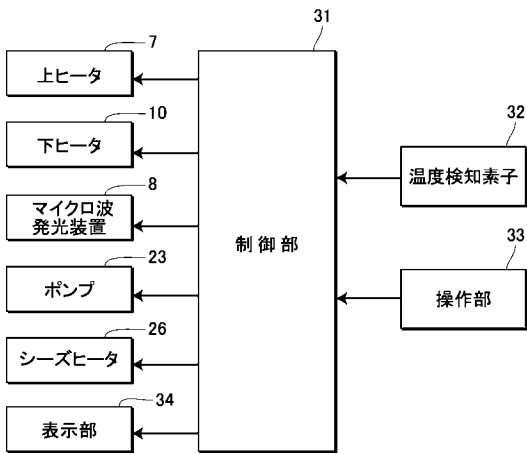 31
7
上ヒータ
10
下ヒータ
8
マイクロ波
発光装置
23
ポンプ
26
シーズヒータ
34
表示部
制御部
32
温度検知素子
33
操作部